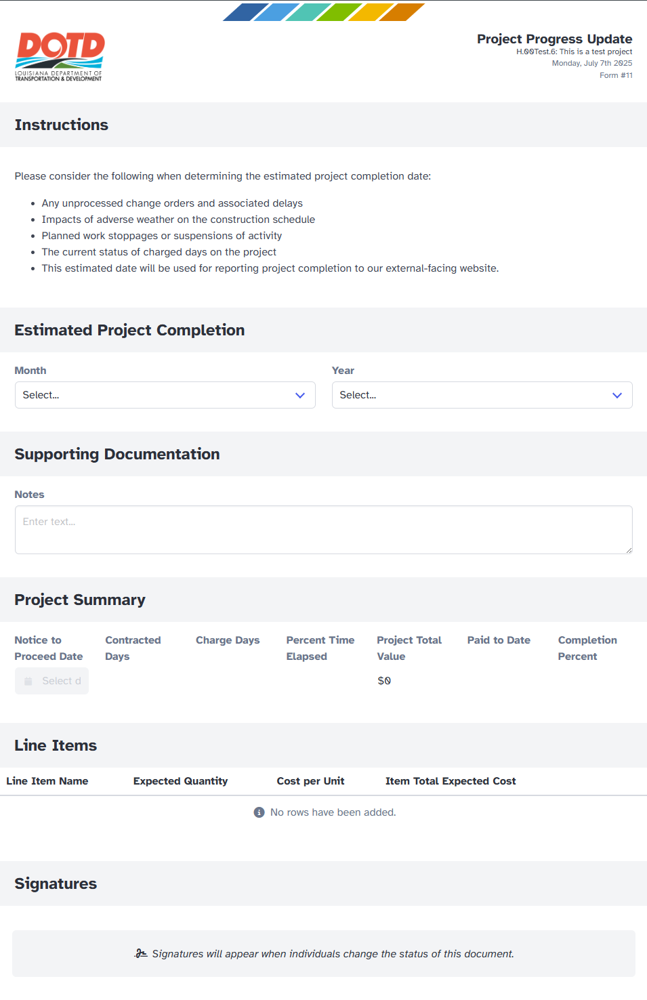 DOTD
LOUISIANA DEPARTMENT OF
TRANSPORTATION & DEVELOPMENT
Project Progress Update
H.00Test.6: This is a test project
Monday, July 7th 2025
Form #11
Instructions
Please consider the following when determining the estimated project completion date:
• Any unprocessed change orders and associated delays
• Impacts of adverse weather on the construction schedule
• Planned work stoppages or suspensions of activity
• The current status of charged days on the project
• This estimated date will be used for reporting project completion to our external-facing website.
Estimated Project Completion
Month Year
Select... Select...
Supporting Documentation
Notes
Enter text...
Project Summary
Notice to Proceed Date
Contracted Days
Charge Days
Percent Time Elapsed
Project Total Value
Paid to Date
Completion Percent
Select d
$0
Line Items
Line Item Name Expected Quantity Cost per Unit Item Total Expected Cost
No rows have been added.
Signatures
Signatures will appear when individuals change the status of this document.